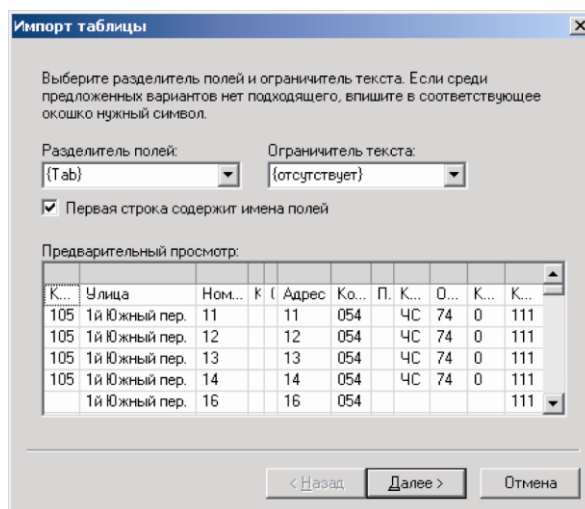 Импорт таблицы
Выберите разделитель полей и ограничитель текста. Если среди
предложенных вариантов нет подходящего, впишите в соответствующее
окошко нужный символ.
Разделитель полей: Ограничитель текста:
{Tab} {отсутствует}
Первая строка содержит имена полей
Предварительный просмотр:
К... Улица Ном... К ( Адрес Ко... П. К... О... К... К...
105 1й Южный пер. 11 11 054 ЧС 74 0 111
105 1й Южный пер. 12 12 054 ЧС 74 0 111
105 1й Южный пер. 13 13 054 ЧС 74 0 111
105 1й Южный пер. 14 14 054 ЧС 74 0 111
1й Южный пер. 16 16 054 111
< Назад Далее > Отмена